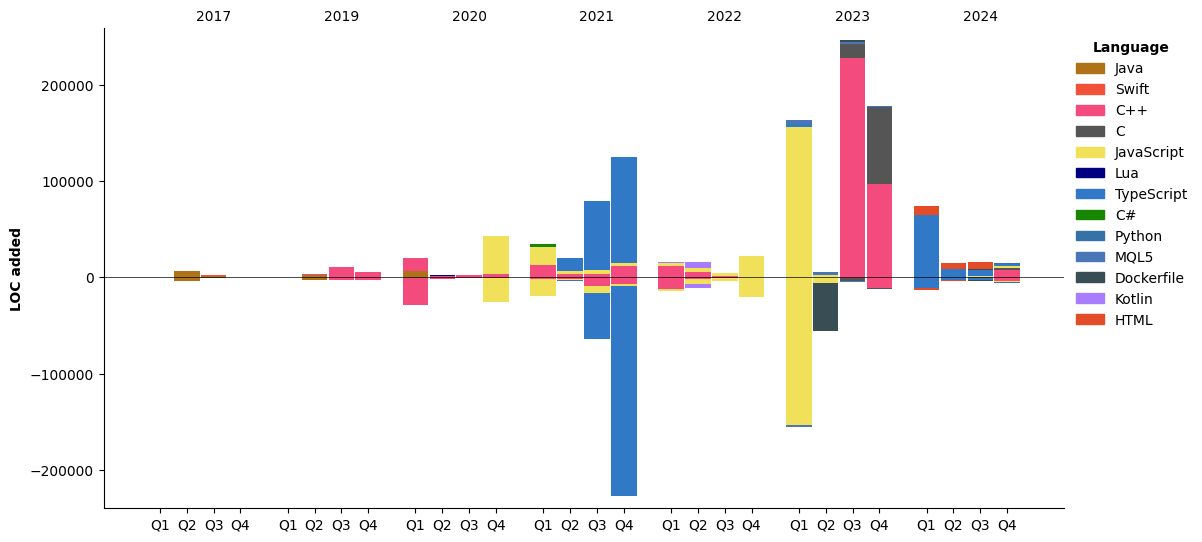 2017 2019 2020 2021 2022 2023 2024
200000
100000
0
−100000
−200000
LOC added
Q1 Q2 Q3 Q4 Q1 Q2 Q3 Q4 Q1 Q2 Q3 Q4 Q1 Q2 Q3 Q4 Q1 Q2 Q3 Q4 Q1 Q2 Q3 Q4 Q1 Q2 Q3 Q4
Language
Java
Swift
C++
C
JavaScript
Lua
TypeScript
C#
Python
MQL5
Dockerfile
Kotlin
HTML